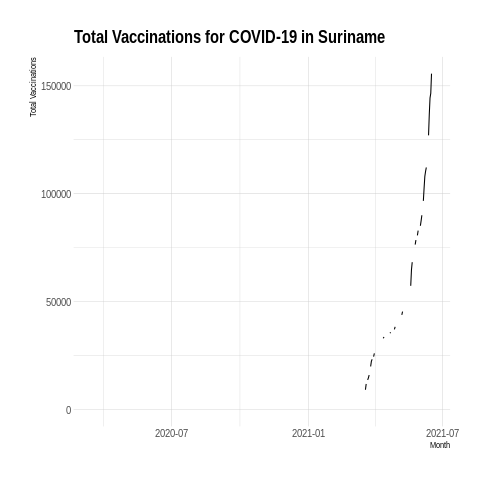 Total Vaccinations for COVID-19 in Suriname
Total Vaccinations
150000
100000
50000
0
2020-07 2021-01 2021-07
Month